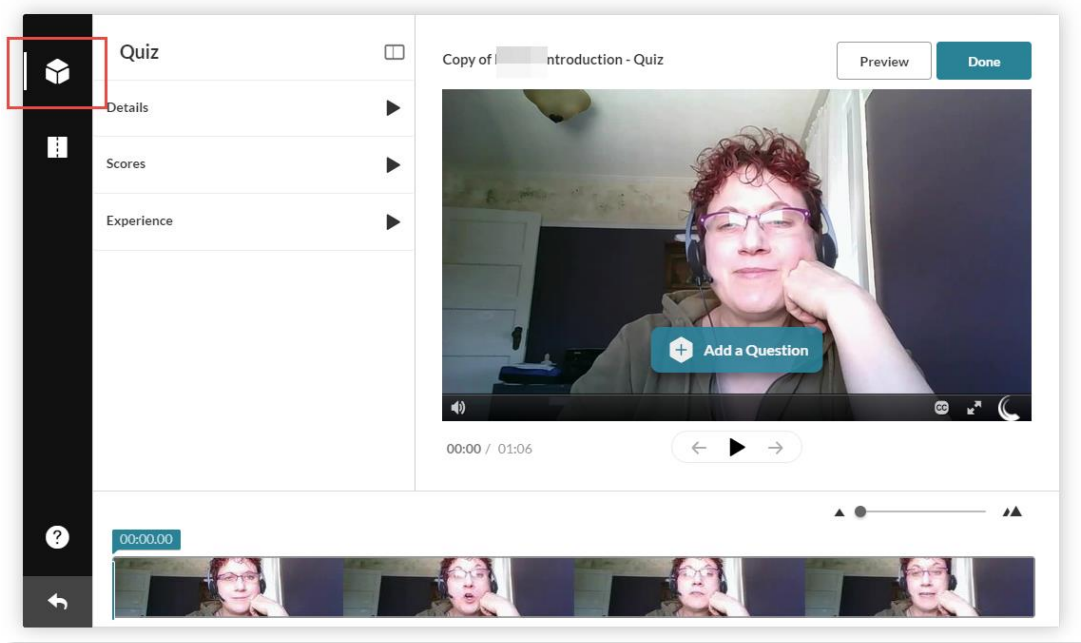 Quiz
Copy of ntroduction - Quiz
Preview
Done
Details
Scores
Experience
Add a Question
CC
00:00 / 01:06
?
00:00.00